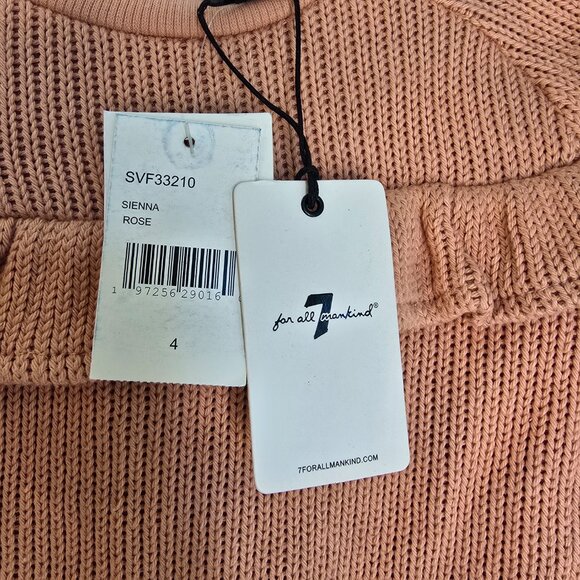 SVF33210
SIENNA
ROSE
1 97256 29016
4
7
for all mankind®
7FORALLMANKIND.COM